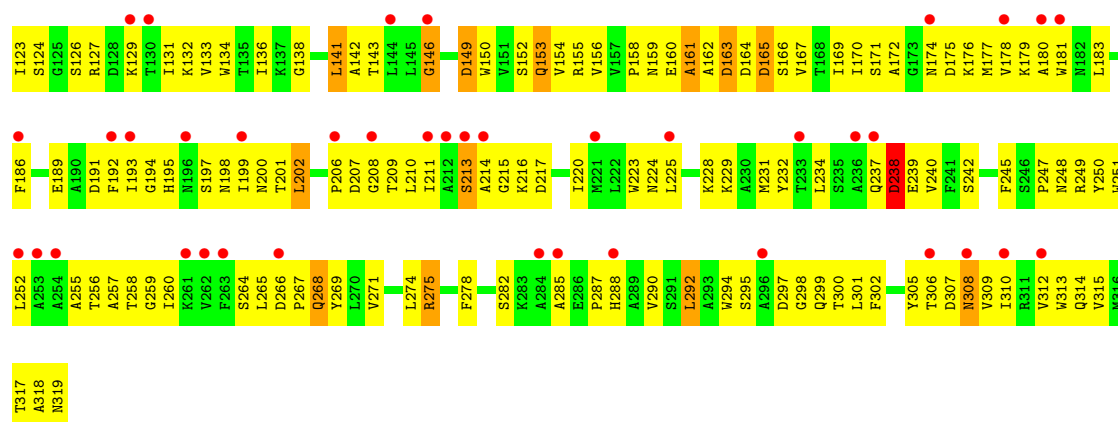 I123 S124 G125 S126 R127 D128 K129 T130 I131 K132 V133 W134 T135 I136 K137 G138 L141 A142 T143 L144 L145 G146 D149 W150 V151 S152 Q153 V154 R155 V156 V157 P158 N159 E160 A161 A162 D163 D164 D165 S166 V167 T168 I169 I170 S171 A172 G173 N174 D175 K176 M177 V178 K179 A180 W181 N182 L183
F186 E189 A190 D191 F192 I193 G194 H195 N196 S197 N198 I199 N200 T201 L202 P206 D207 G208 T209 L210 I211 A212 S213 A214 G215 K216 D217 I220 M221 L222 W223 N224 L225 K228 K229 A230 M231 Y232 T233 L234 S235 A236 Q237 D238 E239 V240 F241 S242 F245 S246 P247 N248 R249 Y250 W251
L252 A253 A254 A255 T256 A257 T258 G259 I260 K261 V262 F263 S264 L265 D266 P267 Q268 Y269 L270 V271 L274 R275 F278 S282 K283 A284 A285 E286 P287 H288 A289 V290 S291 L292 A293 W294 S295 A296 D297 G298 Q299 T300 L301 F302 Y305 T306 D307 N308 V309 I310 R311 V312 W313 Q314 V315 M316
T317 A318 N319